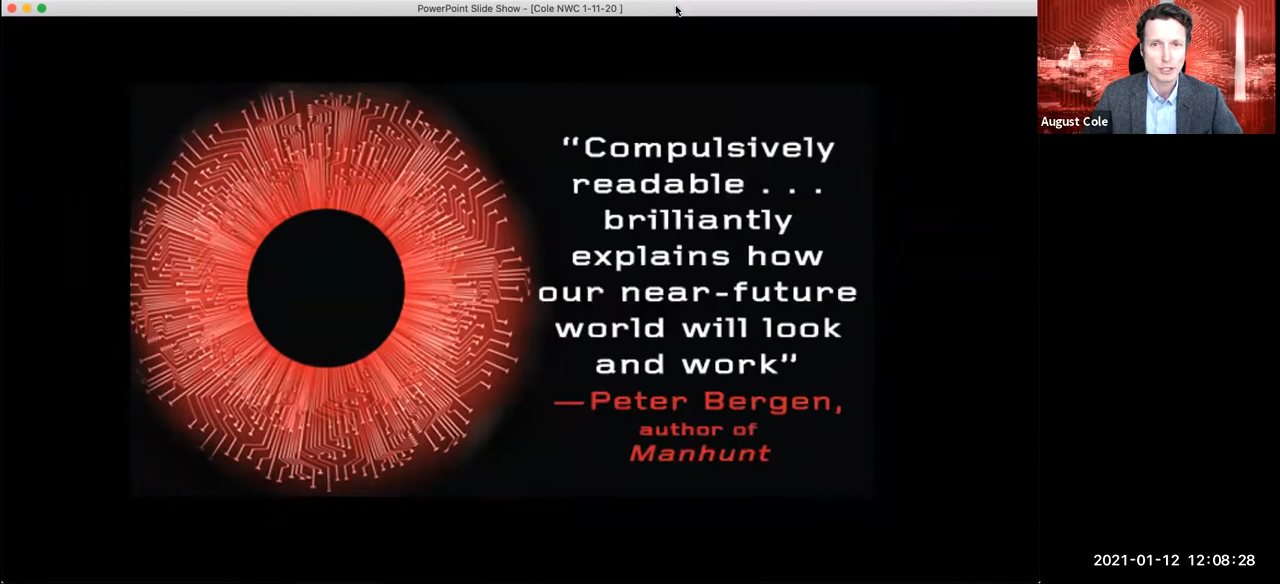 PowerPoint Slide Show - [Cole NWC 1-11-20 ]
August Cole
“Compulsively
readable . . .
brilliantly
explains how
our near-future
world will look
and work”
—Peter Bergen,
author of
Manhunt
2021-01-12 12:08:28